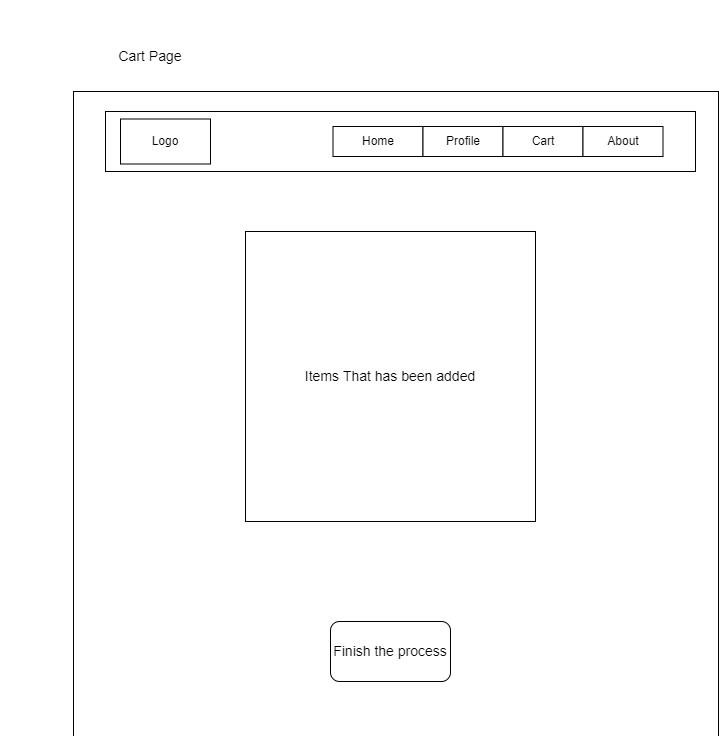 Cart Page
Logo
Home
Profile
Cart
About
Items That has been added
Finish the process